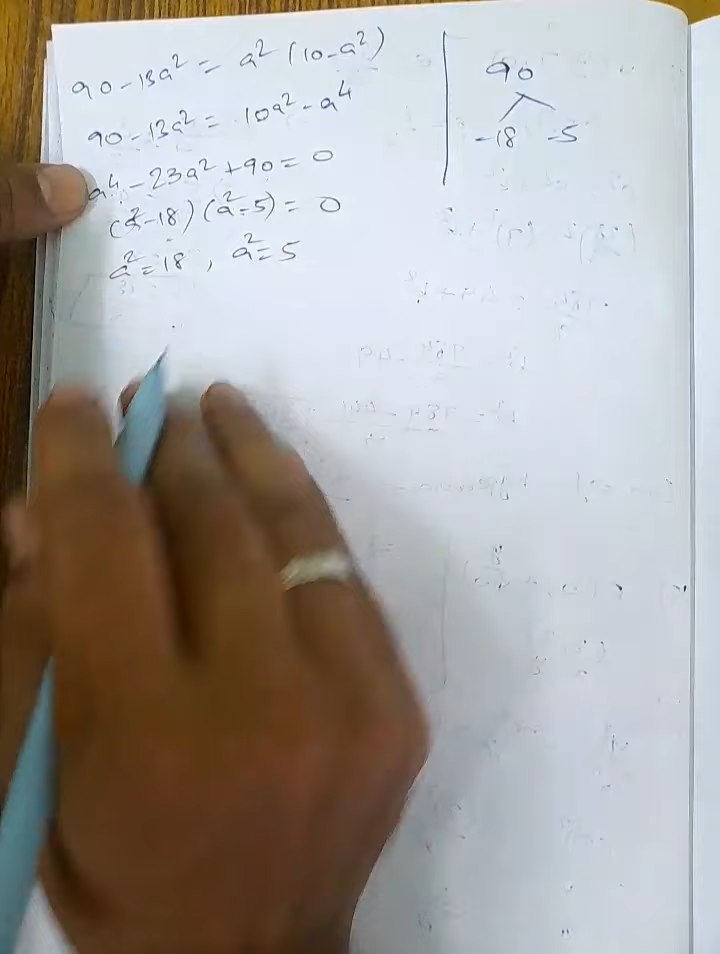 90-13a² = a² (10-a²)
90-13a² = 10a² - a⁴
a⁴ - 23a² + 90 = 0
(a²-18) (a²-5) = 0
a² = 18 , a² = 5
90
-18 -5